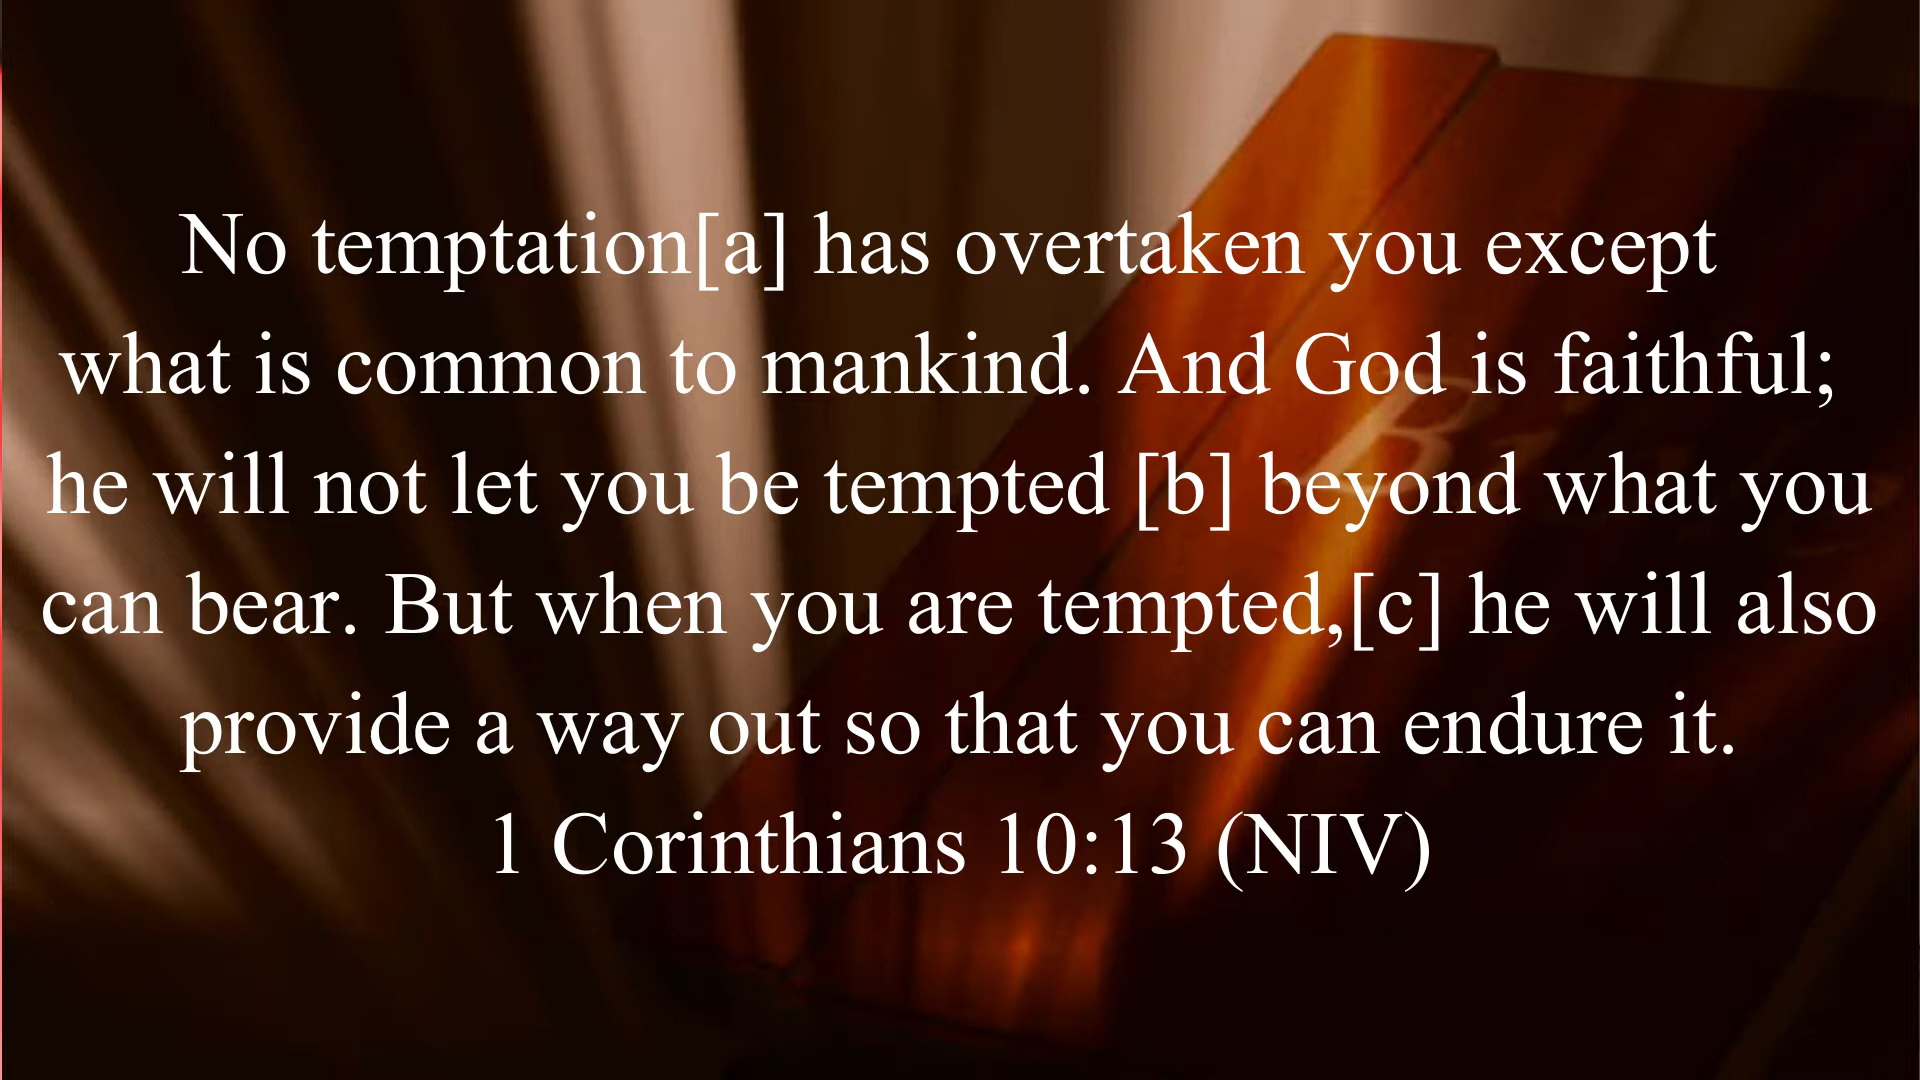 No temptation[a] has overtaken you except
what is common to mankind. And God is faithful;
he will not let you be tempted [b] beyond what you
can bear. But when you are tempted,[c] he will also
provide a way out so that you can endure it.
1 Corinthians 10:13 (NIV)